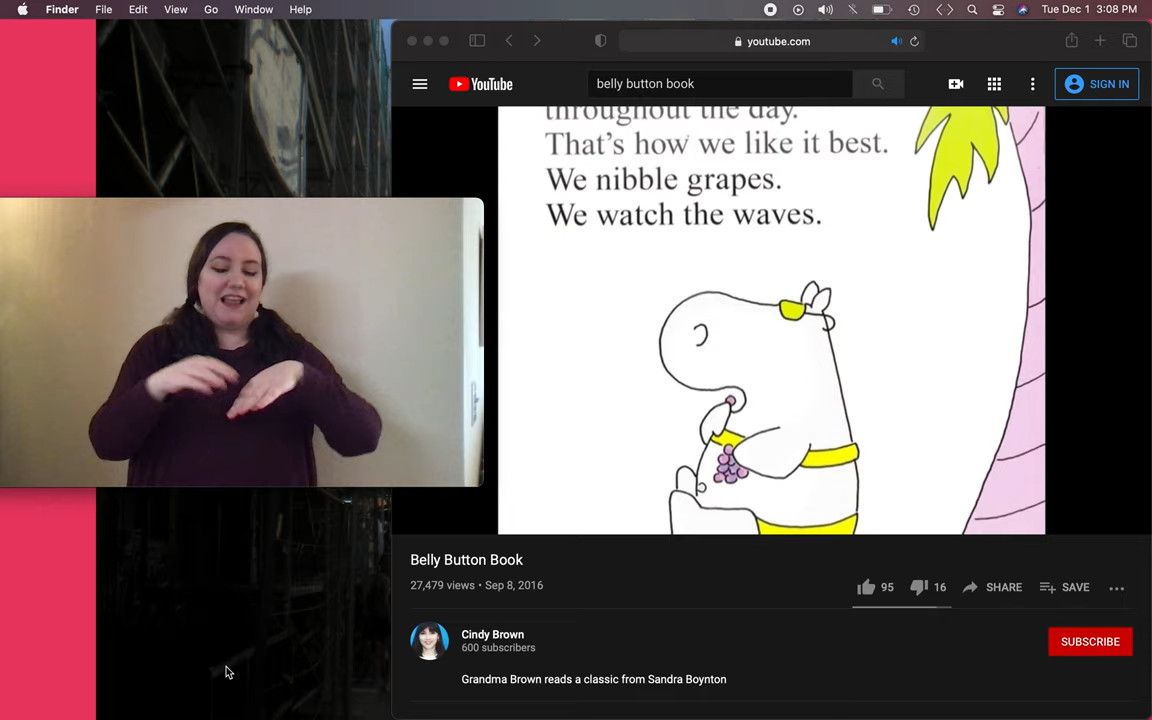 Finder File Edit View Go Window Help Tue Dec 1 3:08 PM
youtube.com
YouTube belly button book SIGN IN
throughout the day.
That's how we like it best.
We nibble grapes.
We watch the waves.
Belly Button Book
27,479 views • Sep 8, 2016 95 16 SHARE SAVE
Cindy Brown
600 subscribers
SUBSCRIBE
Grandma Brown reads a classic from Sandra Boynton